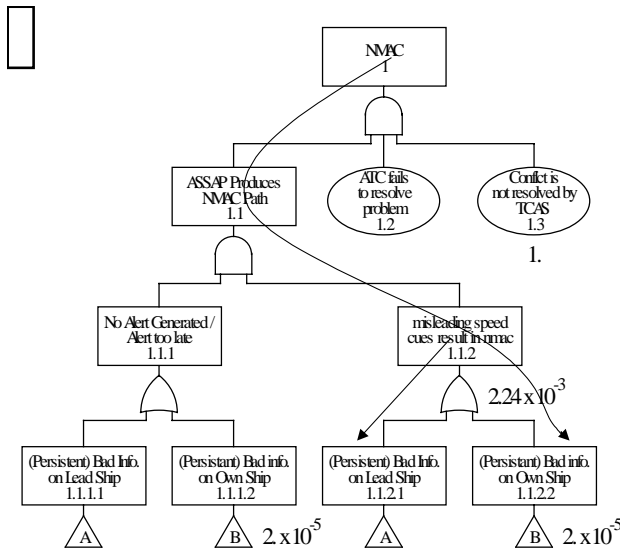 NMAC
1
ASSAP Produces
NMAC Path
1.1
ATC fails
to resolve
problem
1.2
Conflct is
not resolved by
TCAS
1.3
1.
No Alert Generated /
Alert too late
1.1.1
misleading speed
cues result in nmac
1.1.2
2.24 x 10-3
(Persistent) Bad Info.
on Lead Ship
1.1.1.1
(Persistant) Bad info.
on Own Ship
1.1.1.2
(Persistent) Bad Info.
on Lead Ship
1.1.2.1
(Persistant) Bad info.
on Own Ship
1.1.2.2
A
B
2. x 10-5
A
B
2. x 10-5